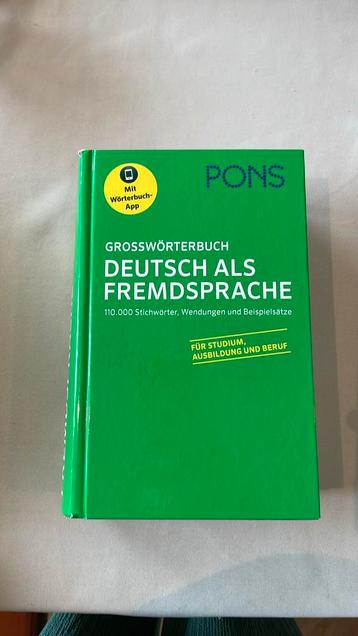 Mit
Wörterbuch-
App
PONS
GROSSWÖRTERBUCH
DEUTSCH ALS
FREMDSPRACHE
110.000 Stichwörter, Wendungen und Beispielsätze
FÜR STUDIUM,
AUSBILDUNG UND BERUF